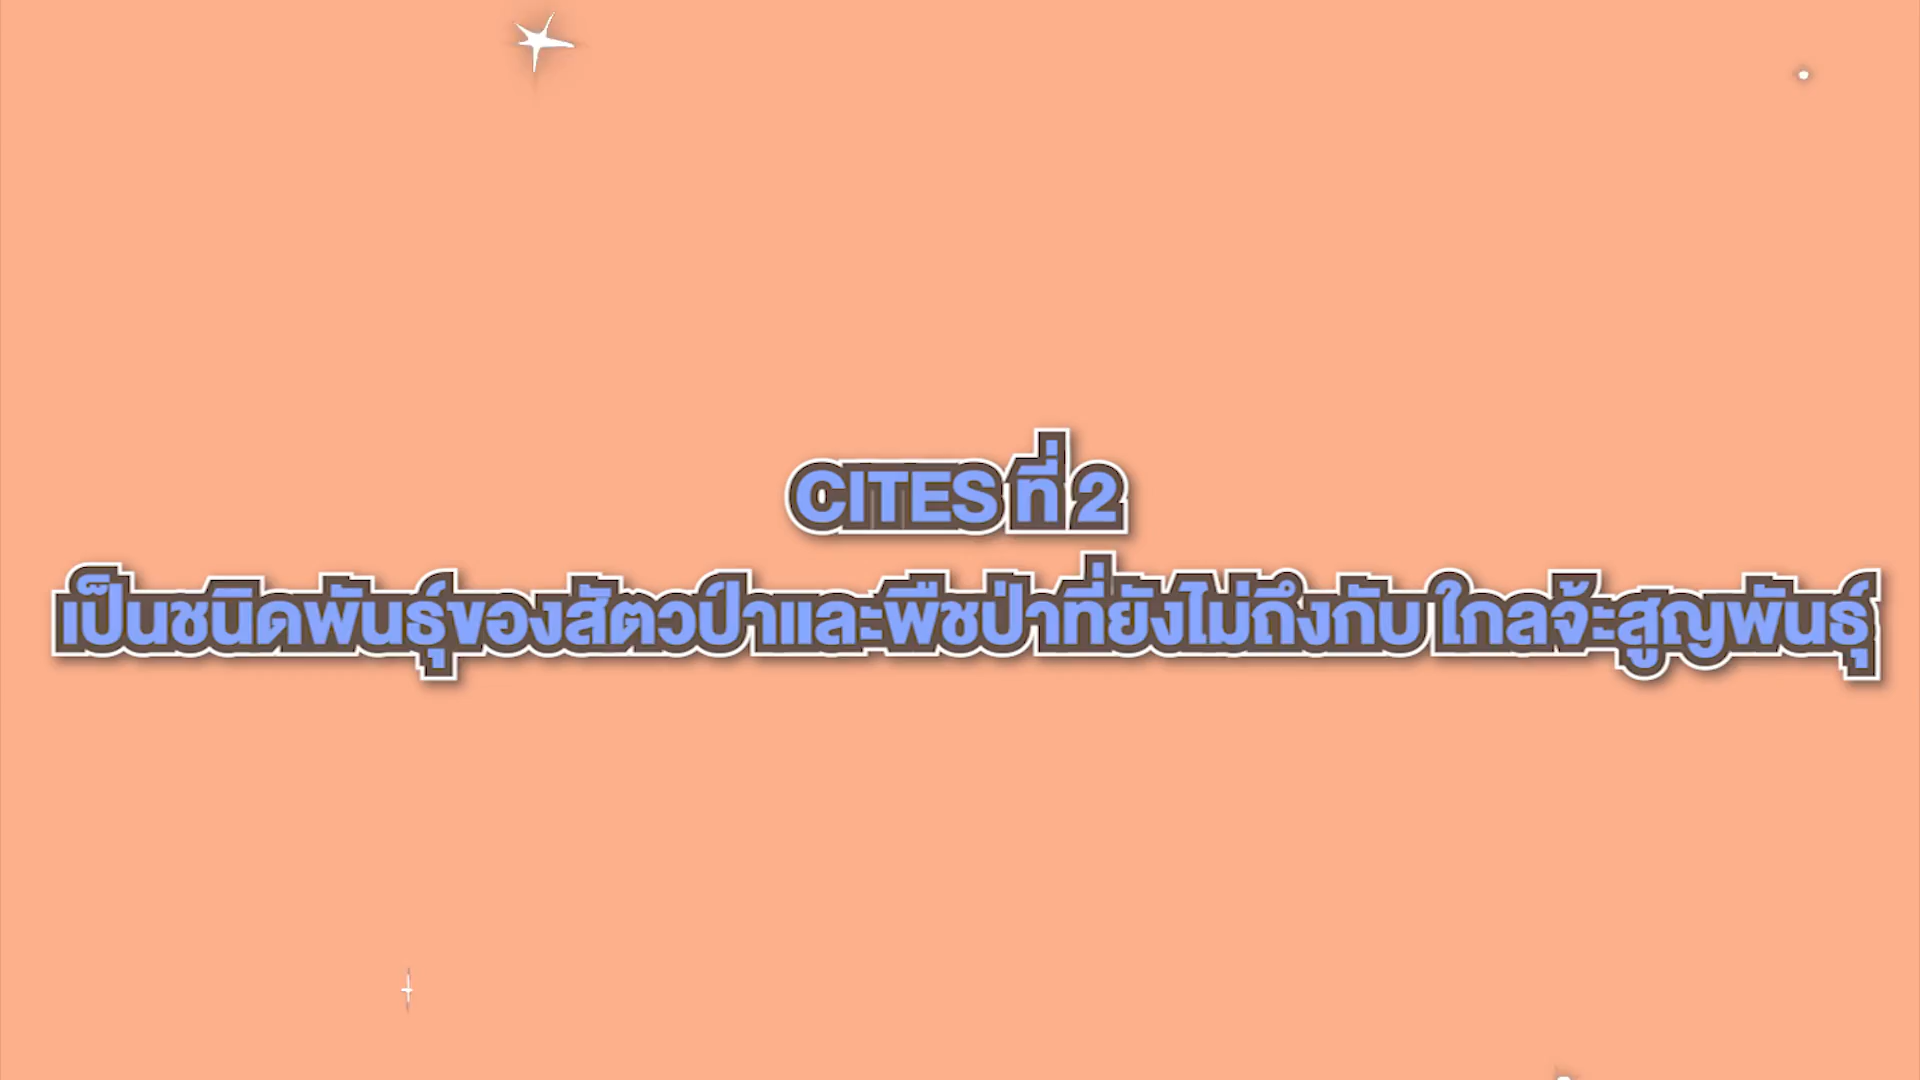 CITES ที่ 2
เป็นชนิดพันธุ์ของสัตวป์่าและพืชป่าที่ยังไม่ถึงกับ ใกลจ้ะสูญพันธุ์